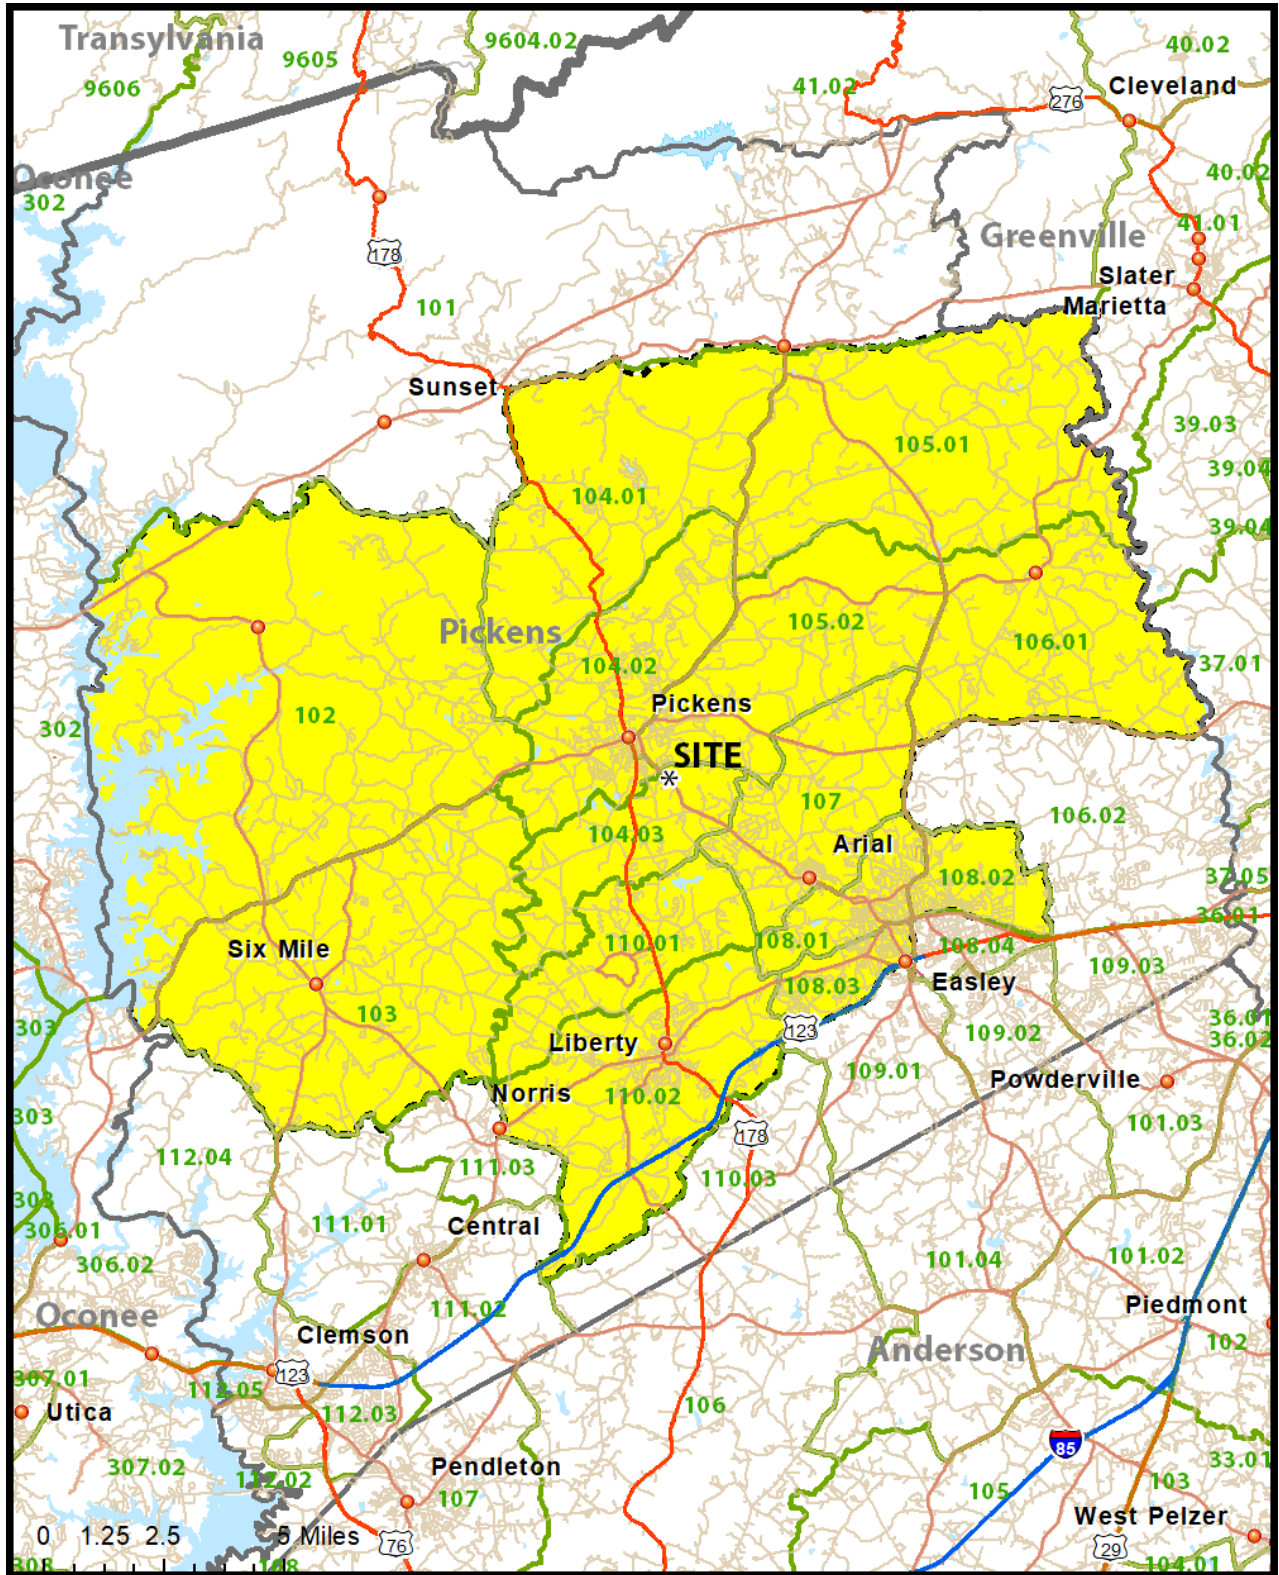 Transylvania
9605
9604.02
40.02
9606
41.02
276
Cleveland
Oconee
302
40.02
178
Greenville
41.01
101
Slater
Marietta
Sunset
39.03
105.01
39.04
104.01
39.04
Pickens
105.02
106.01
104.02
37.01
102
Pickens
302
SITE
107
106.02
104.03
Arial
108.02
37.05
36.01
Six Mile
110.01
108.01
108.04
109.03
108.03
Easley
103
303
123
36.01
Liberty
109.02
36.02
109.01
Norris
110.02
Powderville
303
101.03
178
112.04
111.03
110.03
303
306.01
111.01
Central
306.02
101.04
101.02
111.02
Oconee
Piedmont
Clemson
Anderson
102
123
307.01
112.05
106
Utica
112.03
85
307.02
112.02
Pendleton
33.01
107
105
103
West Pelzer
0 1.25 2.5 5 Miles
76
29
308
108
104.01